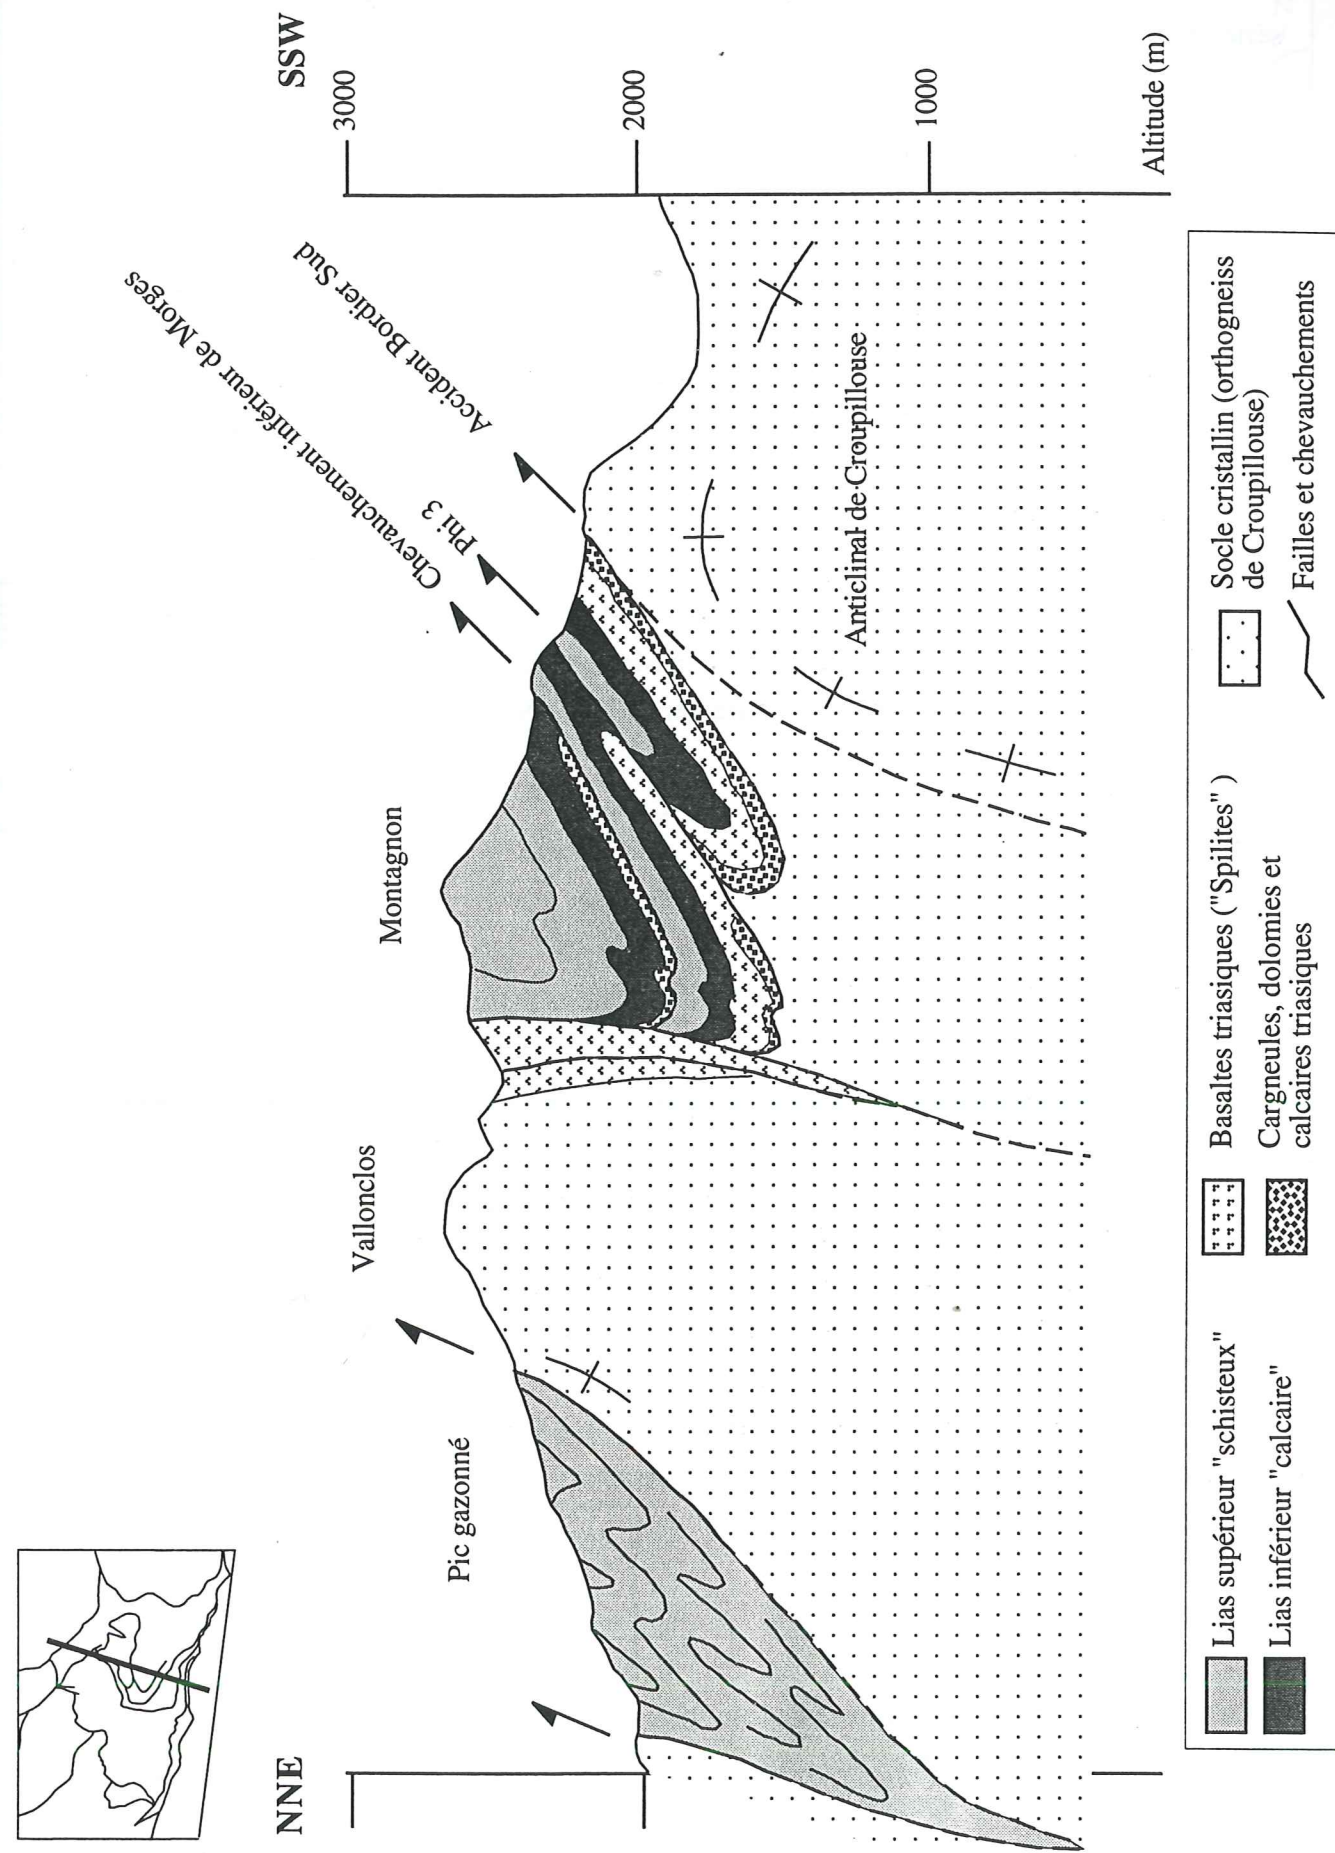 NNE
SSW
Pic gazonné
Vallonclos
Montagnon
Chevauchement inférieur de Morges
Phi 3
Accident Bordier Sud
Anticlinal de Croupillouse
3000
2000
1000
Altitude (m)
Lias supérieur "schisteux"
Lias inférieur "calcaire"
Basaltes triasiques ("Spilites" )
Cargneules, dolomies et
calcaires triasiques
Socle cristallin (orthogneiss
de Croupillouse)
Failles et chevauchements